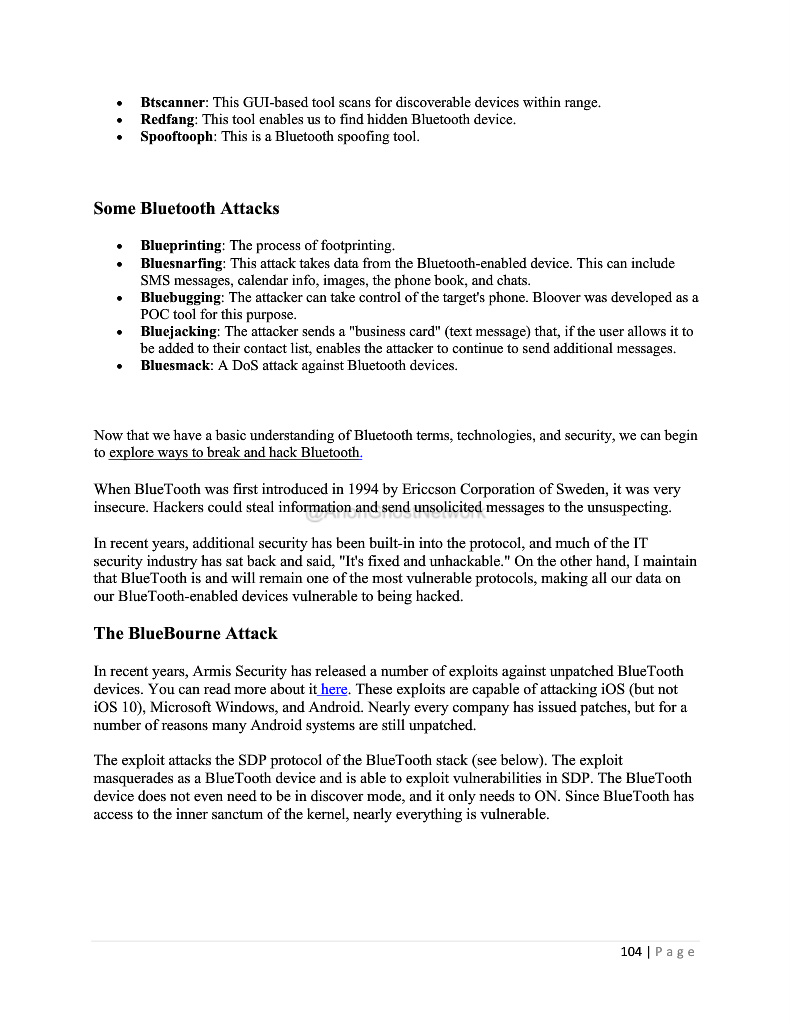 • Btscanner: This GUI-based tool scans for discoverable devices within range.
• Redfang: This tool enables us to find hidden Bluetooth device.
• Spooftooph: This is a Bluetooth spoofing tool.
Some Bluetooth Attacks
• Blueprinting: The process of footprinting.
• Bluesnarfing: This attack takes data from the Bluetooth-enabled device. This can include
SMS messages, calendar info, images, the phone book, and chats.
• Bluebugging: The attacker can take control of the target's phone. Bloover was developed as a
POC tool for this purpose.
• Bluejacking: The attacker sends a "business card" (text message) that, if the user allows it to
be added to their contact list, enables the attacker to continue to send additional messages.
• Bluesmack: A DoS attack against Bluetooth devices.
Now that we have a basic understanding of Bluetooth terms, technologies, and security, we can begin
to explore ways to break and hack Bluetooth.
When BlueTooth was first introduced in 1994 by Ericcson Corporation of Sweden, it was very
insecure. Hackers could steal information and send unsolicited messages to the unsuspecting.
@AnonGhostNetwork
In recent years, additional security has been built-in into the protocol, and much of the IT
security industry has sat back and said, "It's fixed and unhackable." On the other hand, I maintain
that BlueTooth is and will remain one of the most vulnerable protocols, making all our data on
our BlueTooth-enabled devices vulnerable to being hacked.
The BlueBourne Attack
In recent years, Armis Security has released a number of exploits against unpatched BlueTooth
devices. You can read more about it here. These exploits are capable of attacking iOS (but not
iOS 10), Microsoft Windows, and Android. Nearly every company has issued patches, but for a
number of reasons many Android systems are still unpatched.
The exploit attacks the SDP protocol of the BlueTooth stack (see below). The exploit
masquerades as a BlueTooth device and is able to exploit vulnerabilities in SDP. The BlueTooth
device does not even need to be in discover mode, and it only needs to ON. Since BlueTooth has
access to the inner sanctum of the kernel, nearly everything is vulnerable.
104 | Page